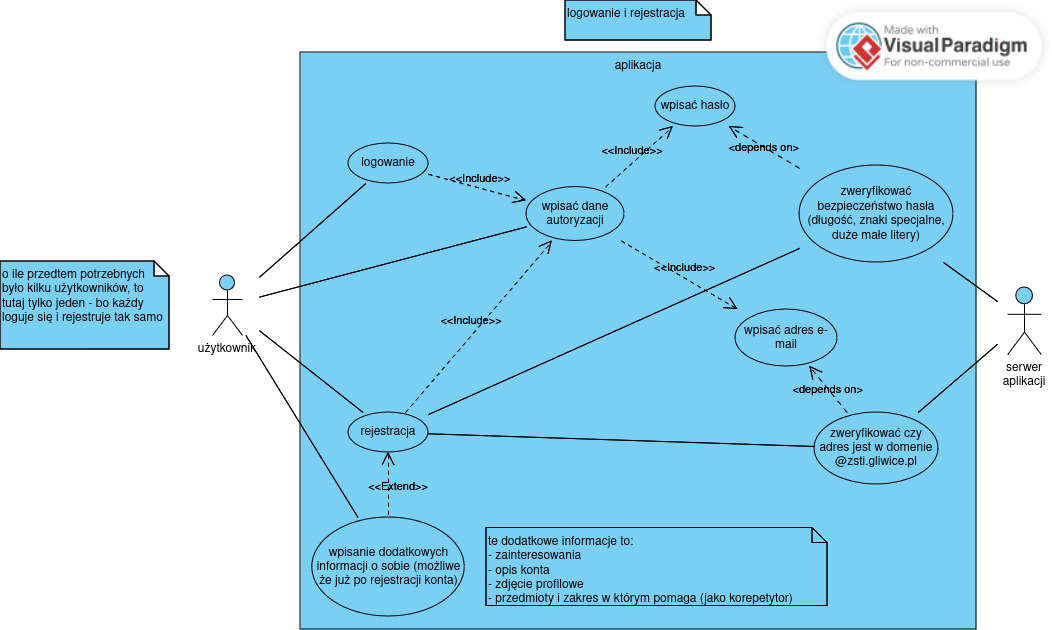 logowanie i rejestracja
Made with
VisualParadigm
For non-commercial use
aplikacja
wpisać hasło
<<Include>>
<depends on>
logowanie
<<Include>>
zweryfikować
bezpieczeństwo hasła
(długość, znaki specjalne,
duże małe litery)
wpisać dane
autoryzacji
o ile przedtem potrzebnych
było kilku użytkowników, to
tutaj tylko jeden - bo każdy
loguje się i rejestruje tak samo
<<Include>>
użytkownik
<<Include>>
wpisać adres e-
mail
serwer
aplikacji
<depends on>
rejestracja
zweryfikować czy
adres jest w domenie
@zsti.gliwice.pl
<<Extend>>
wpisanie dodatkowych
informacji o sobie (możliwe
że już po rejestracji konta)
te dodatkowe informacje to:
- zainteresowania
- opis konta
- zdjęcie profilowe
- przedmioty i zakres w którym pomaga (jako korepetytor)